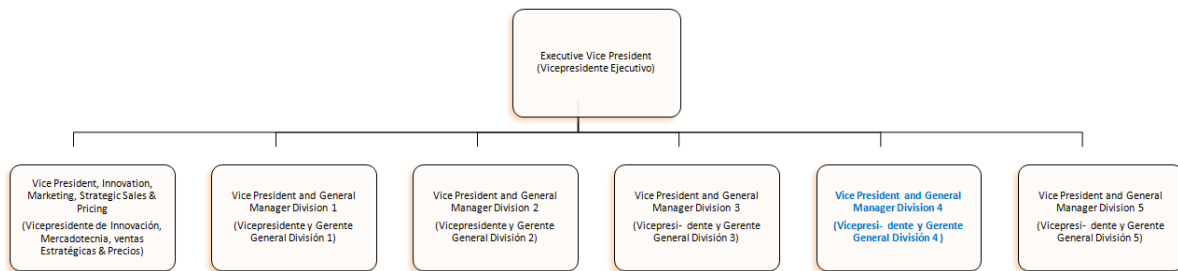 Executive Vice President
(Vicepresidente Ejecutivo)
Vice President, Innovation,
Marketing, Strategic Sales &
Pricing
(Vicepresidente de Innovación,
Mercadotecnia, ventas
Estratégicas & Precios)
Vice President and General
Manager Division 1
(Vicepresidente y Gerente
General División 1)
Vice President and General
Manager Division 2
(Vicepresidente y Gerente
General División 2)
Vice President and General
Manager Division 3
(Vicepresi- dente y Gerente
General División 3)
Vice President and General
Manager Division 4
(Vicepresi- dente y Gerente
General División 4 )
Vice President and General
Manager Division 5
(Vicepresi- dente y Gerente
General División 5)